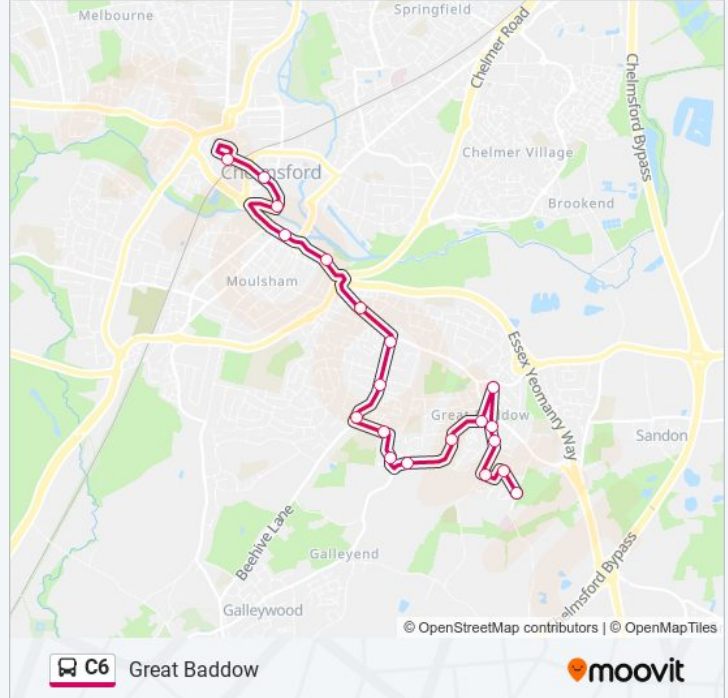 Melbourne
Springfield
Chelmer Road
Chelmsford Bypass
Chelmsford
Chelmer Village
Brookend
Moulsham
Essex Yeomanry Way
Great Baddow
Sandon
Beehive Lane
Galleyend
Galleywood
elmsford Bypass
© OpenStreetMap contributors | © OpenMapTiles
C6 Great Baddow
moovit